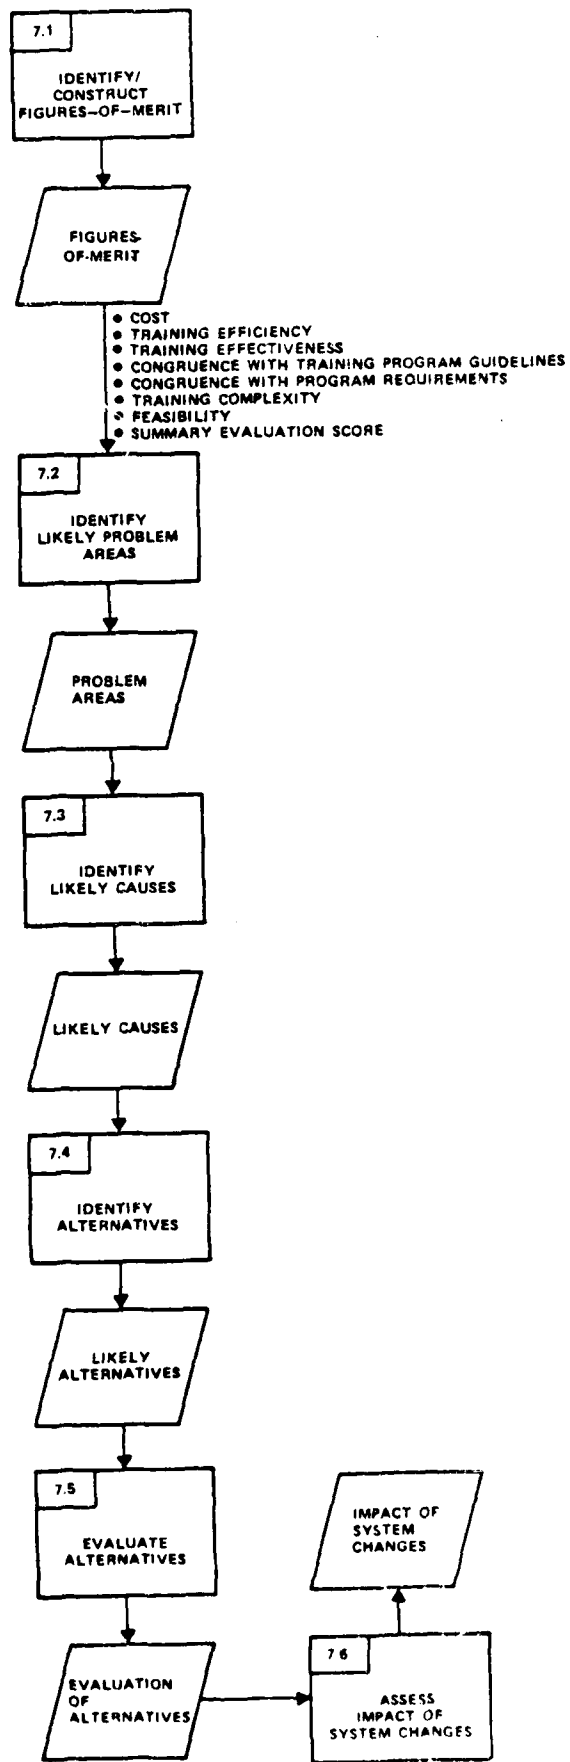 7.1
IDENTIFY/
CONSTRUCT
FIGURES-OF-MERIT
FIGURES-
OF-MERIT
• COST
• TRAINING EFFICIENCY
• TRAINING EFFECTIVENESS
• CONGRUENCE WITH TRAINING PROGRAM GUIDELINES
• CONGRUENCE WITH PROGRAM REQUIREMENTS
• TRAINING COMPLEXITY
• FEASIBILITY
• SUMMARY EVALUATION SCORE
7.2
IDENTIFY
LIKELY PROBLEM
AREAS
PROBLEM
AREAS
7.3
IDENTIFY
LIKELY CAUSES
LIKELY CAUSES
7.4
IDENTIFY
ALTERNATIVES
LIKELY
ALTERNATIVES
7.5
EVALUATE
ALTERNATIVES
EVALUATION
OF
ALTERNATIVES
7 6
ASSESS
IMPACT OF
SYSTEM CHANGES
IMPACT OF
SYSTEM
CHANGES